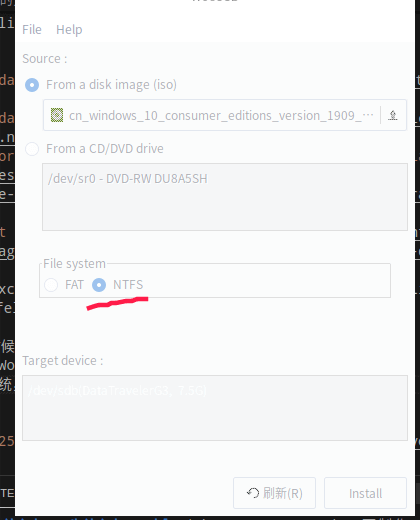 File Help
Source :
From a disk image (iso)
cn_windows_10_consumer_editions_version_1909_···
From a CD/DVD drive
/dev/sr0 - DVD-RW DU8A5SH
File system
FAT NTFS
Target device :
刷新(R) Install